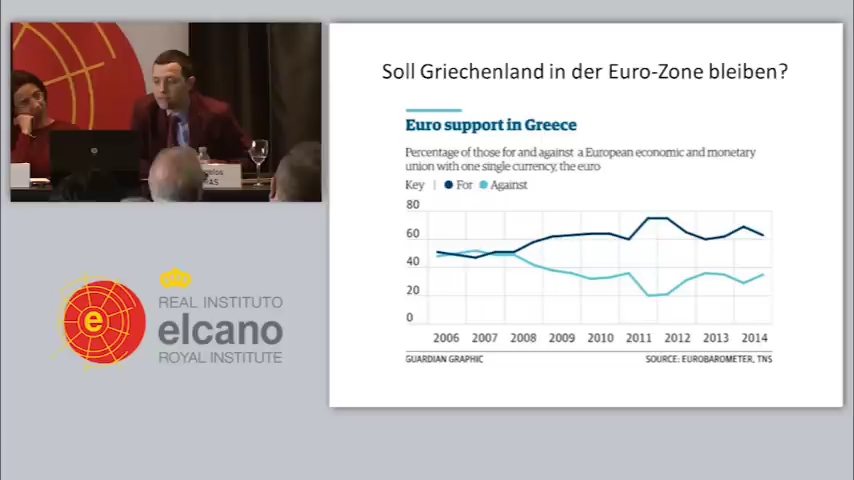 Soll Griechenland in der Euro-Zone bleiben?
Euro support in Greece
Percentage of those for and against a European economic and monetary
union with one single currency, the euro
Key | For Against
80
60
40
20
0
2006 2007 2008 2009 2010 2011 2012 2013 2014
GUARDIAN GRAPHIC SOURCE: EUROBAROMETER, TNS
e
REAL INSTITUTO
elcano
ROYAL INSTITUTE